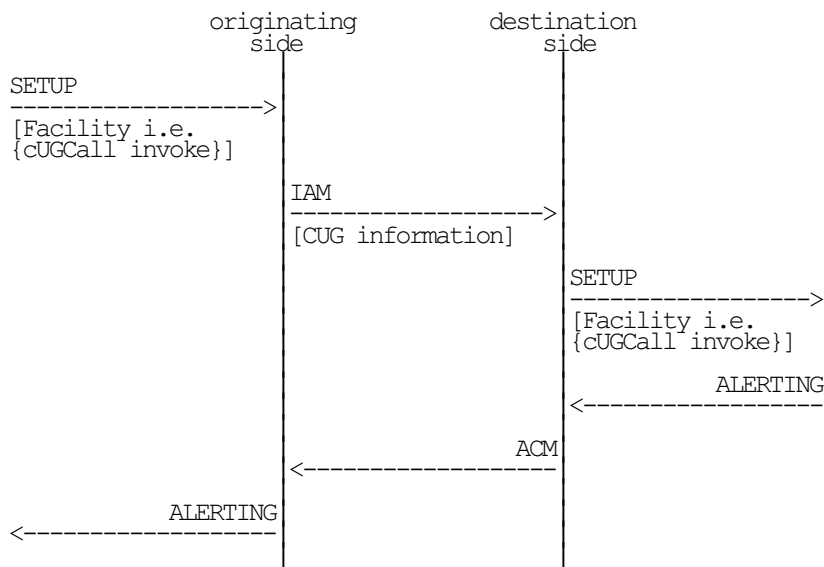 originating destination
side side
SETUP
[Facility i.e.
{cUGCall invoke}]
IAM
[CUG information]
SETUP
[Facility i.e.
{cUGCall invoke}]
ALERTING
ACM
ALERTING